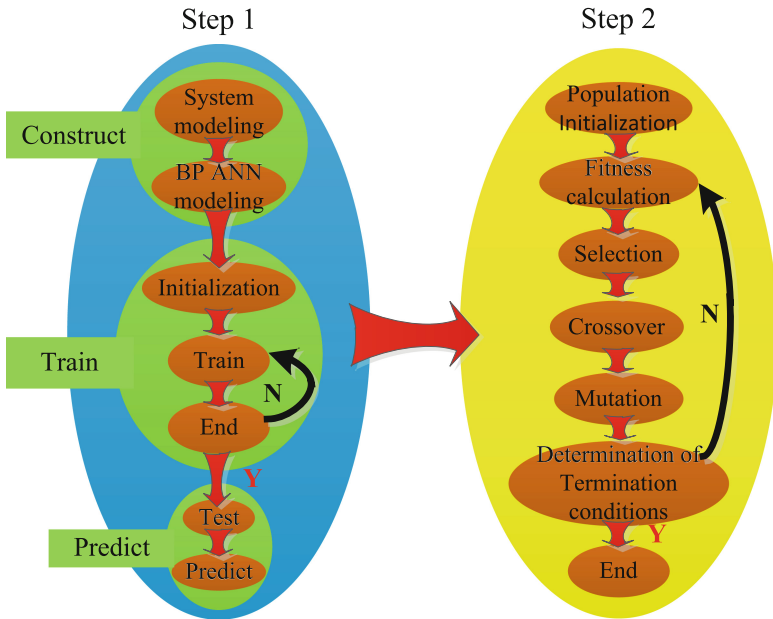 Step 1
Construct
System
modeling
BP ANN
modeling
Train
Initialization
Train
N
End
Y
Predict
Test
Predict
Step 2
Population
Initialization
Fitness
calculation
Selection
Crossover
N
Mutation
Determination of
Termination
conditions
Y
End